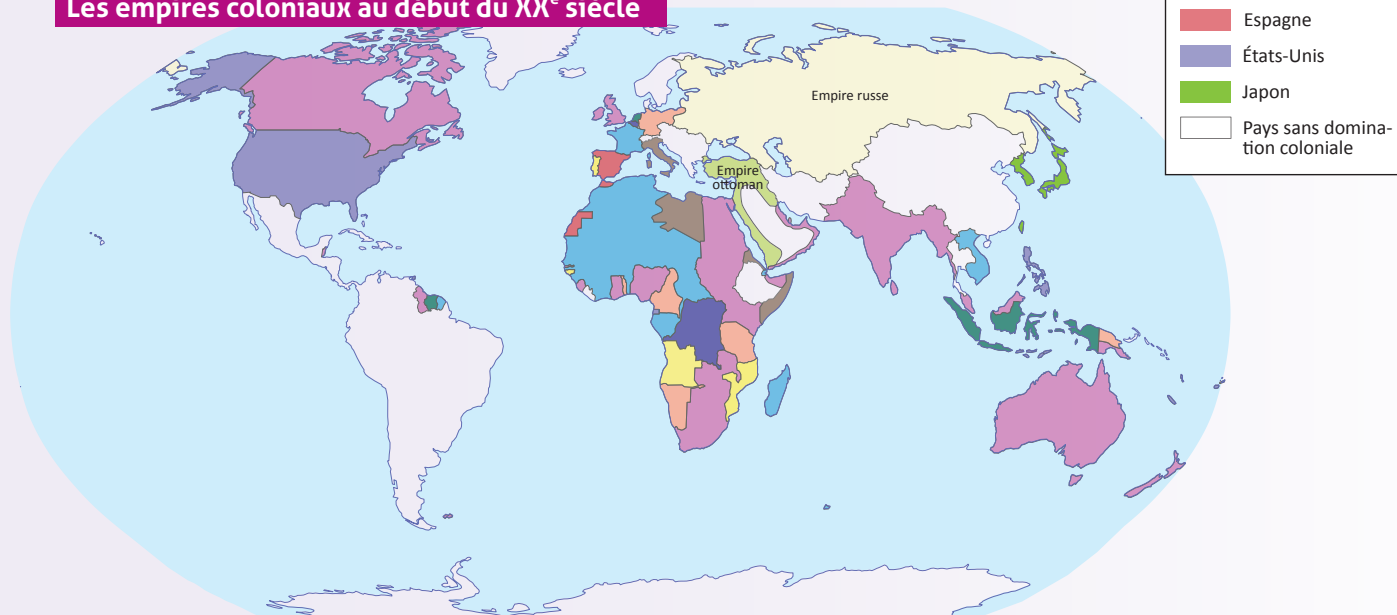 Les empires coloniaux au début du XXe siècle
Espagne
États-Unis
Japon
Pays sans domina-
tion coloniale
Empire russe
Empire
ottoman